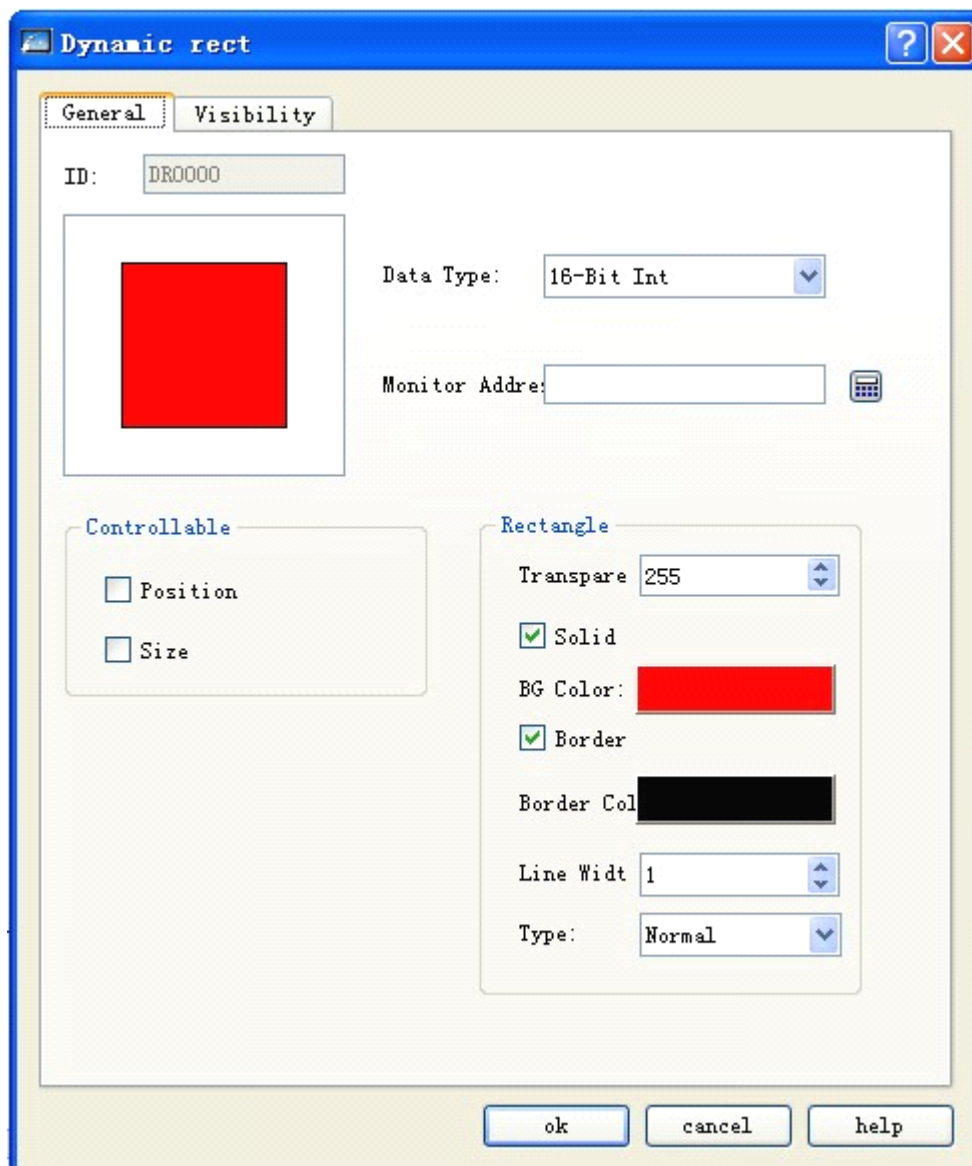 Dynamic rect
General
Visibility
ID:
DR0000
Data Type:
16-Bit Int
Monitor Addre
Controllable
Position
Size
Rectangle
Transpare
255
Solid
BG Color:
Border
Border Col
Line Widt
1
Type:
Normal
ok
cancel
help